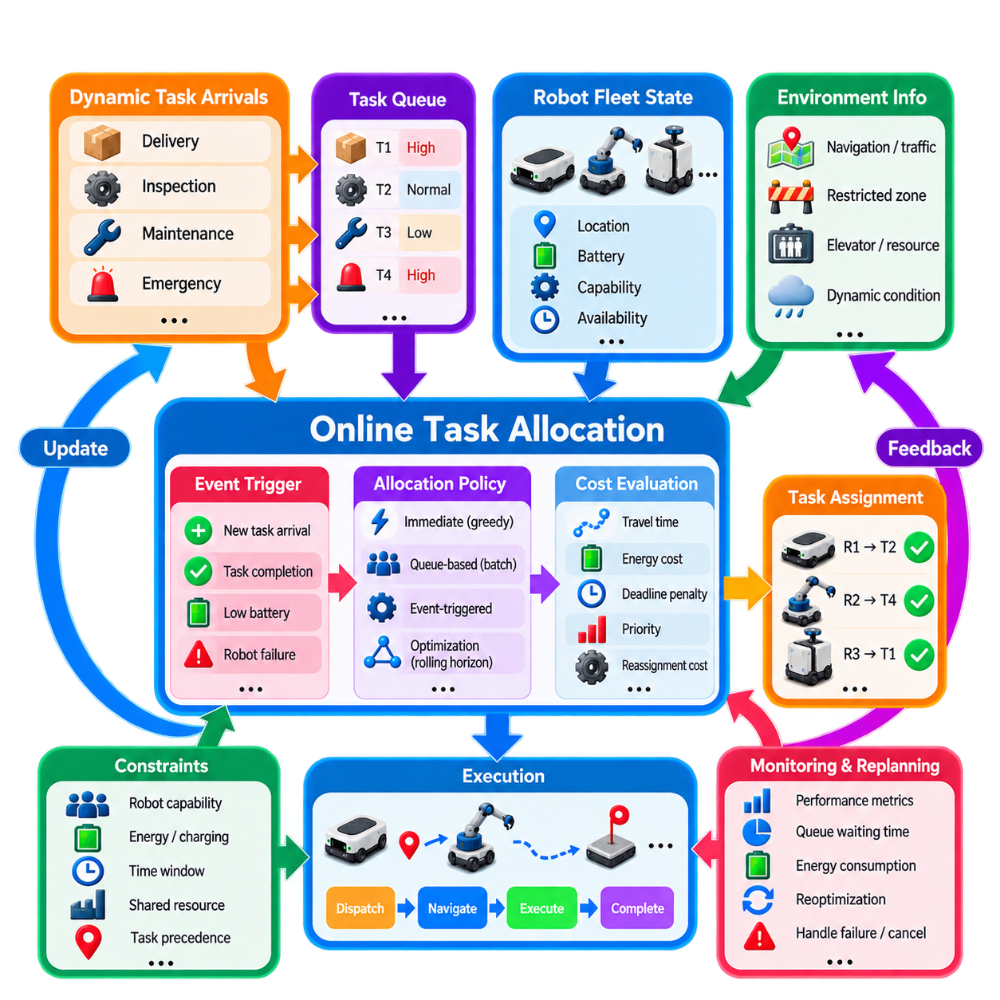 Dynamic Task Arrivals
Delivery
Inspection
Maintenance
Emergency
...
Task Queue
T1 High
T2 Normal
T3 Low
T4 High
...
Robot Fleet State
...
Location
Battery
Capability
Availability
...
Environment Info
Navigation / traffic
Restricted zone
Elevator / resource
Dynamic condition
...
Update
Feedback
Online Task Allocation
Event Trigger
New task arrival
Task completion
Low battery
Robot failure
...
Allocation Policy
Immediate (greedy)
Queue-based (batch)
Event-triggered
Optimization
(rolling horizon)
...
Cost Evaluation
Travel time
Energy cost
Deadline penalty
Priority
Reassignment cost
...
Task Assignment
R1 → T2
R2 → T4
R3 → T1
...
Constraints
Robot capability
Energy / charging
Time window
Shared resource
Task precedence
...
Execution
...
Dispatch
Navigate
Execute
Complete
Monitoring & Replanning
Performance metrics
Queue waiting time
Energy consumption
Reoptimization
Handle failure / cancel
...